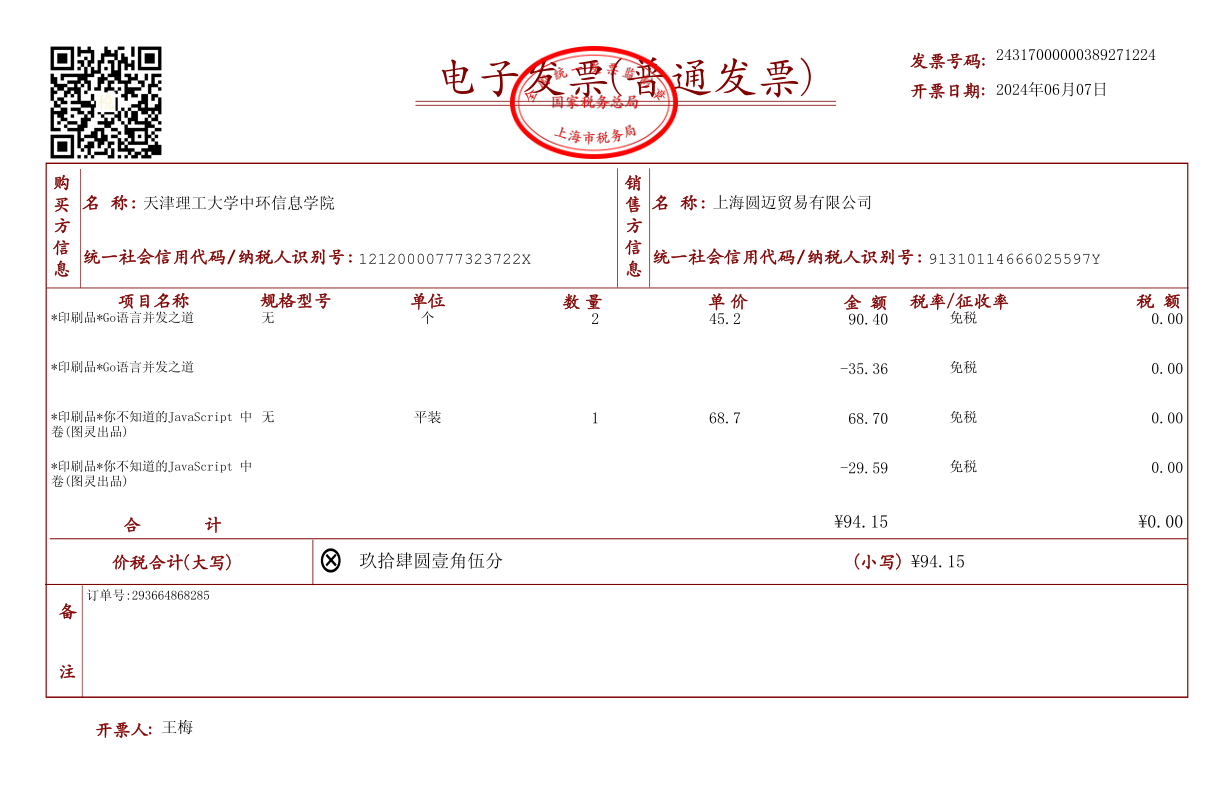 电子发票(普通发票)
全国统一发票监制章
国家税务总局
上海市税务局
发票号码: 24317000000389271224
开票日期: 2024年06月07日
购买方信息
名 称: 天津理工大学中环信息学院
统一社会信用代码/纳税人识别号: 12120000777323722X
销售方信息
名 称: 上海圆迈贸易有限公司
统一社会信用代码/纳税人识别号: 91310114666025597Y
项目名称 规格型号 单位 数量 单价 金额 税率/征收率 税额
*印刷品*Go语言并发之道 无 个 2 45.2 90.40 免税 0.00
*印刷品*Go语言并发之道 -35.36 免税 0.00
*印刷品*你不知道的JavaScript 中 无 平装 1 68.7 68.70 免税 0.00
卷(图灵出品)
*印刷品*你不知道的JavaScript 中 -29.59 免税 0.00
卷(图灵出品)
合 计 ¥94.15 ¥0.00
价税合计(大写) ⊗ 玖拾肆圆壹角伍分 (小写) ¥94.15
备注
订单号:293664868285
开票人: 王梅